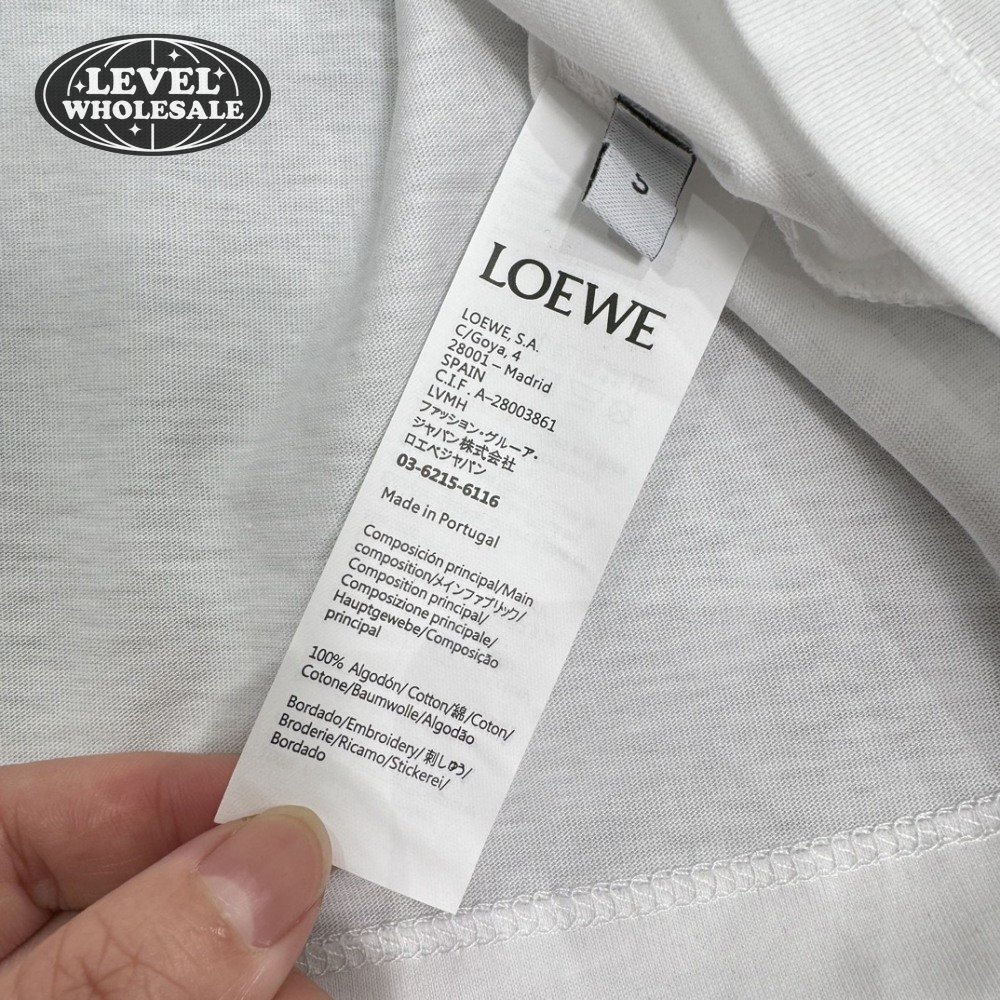 LEVEL
WHOLESALE
S
LOEWE
LOEWE, S.A.
C/Goya, 4
28001 – Madrid
SPAIN
C.I.F. A–28003861
LVMH
ファッション・グルーア・
ジャパン株式会社
ロエベジャパン
03-6215-6116
Made in Portugal
Composición principal/Main
composition/メインファブリック/
Composition principal/
Composizione principale/
Hauptgewebe/Composição
principal
100% Algodón/ Cotton/綿/Coton/
Cotone/Baumwolle/Algodão
Bordado/Embroidery/ 刺しゅう/
Broderie/Ricamo/Stickerei/
Bordado